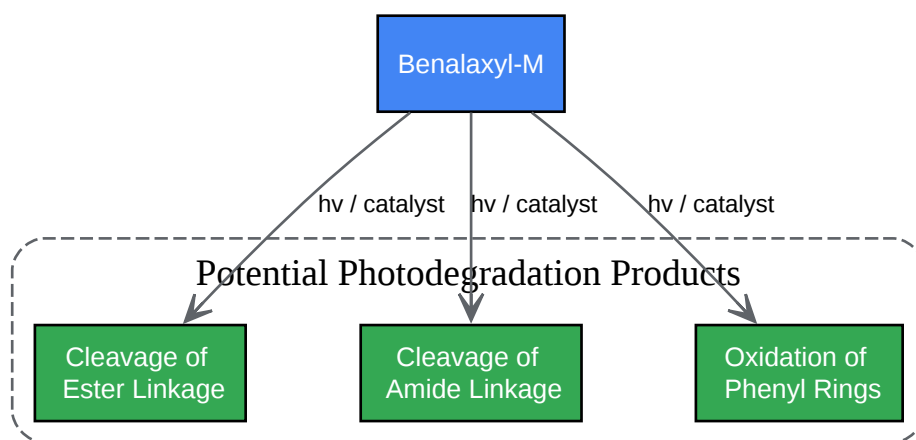 Benalaxyl-M
hv / catalyst
hv / catalyst
hv / catalyst
Potential Photodegradation Products
Cleavage of
Ester Linkage
Cleavage of
Amide Linkage
Oxidation of
Phenyl Rings